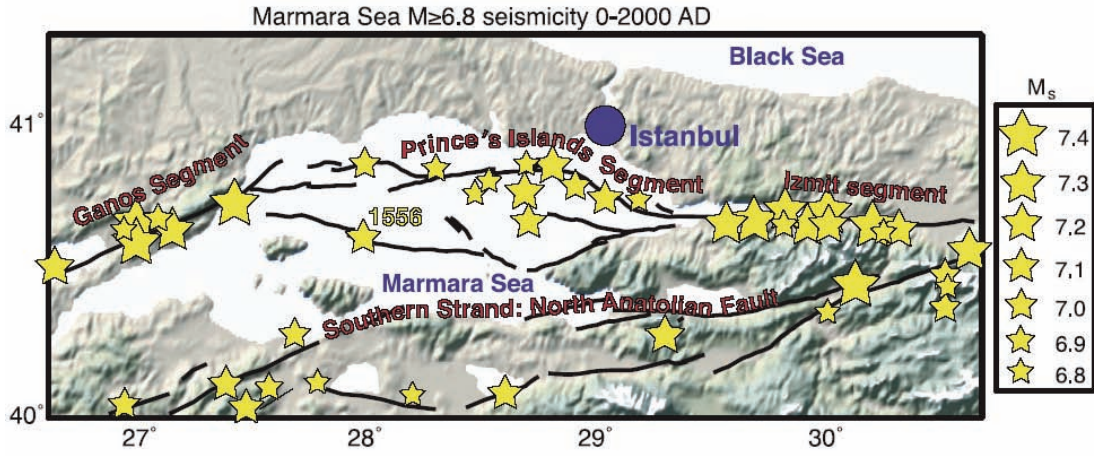 Marmara Sea M≥6.8 seismicity 0-2000 AD
Black Sea
Ms
41°
Istanbul
Prince's Islands Segment
Ganos Segment
Izmit segment
1556
Marmara Sea
Southern Strand: North Anatolian Fault
7.4
7.3
7.2
7.1
7.0
6.9
6.8
40°
27°
28°
29°
30°